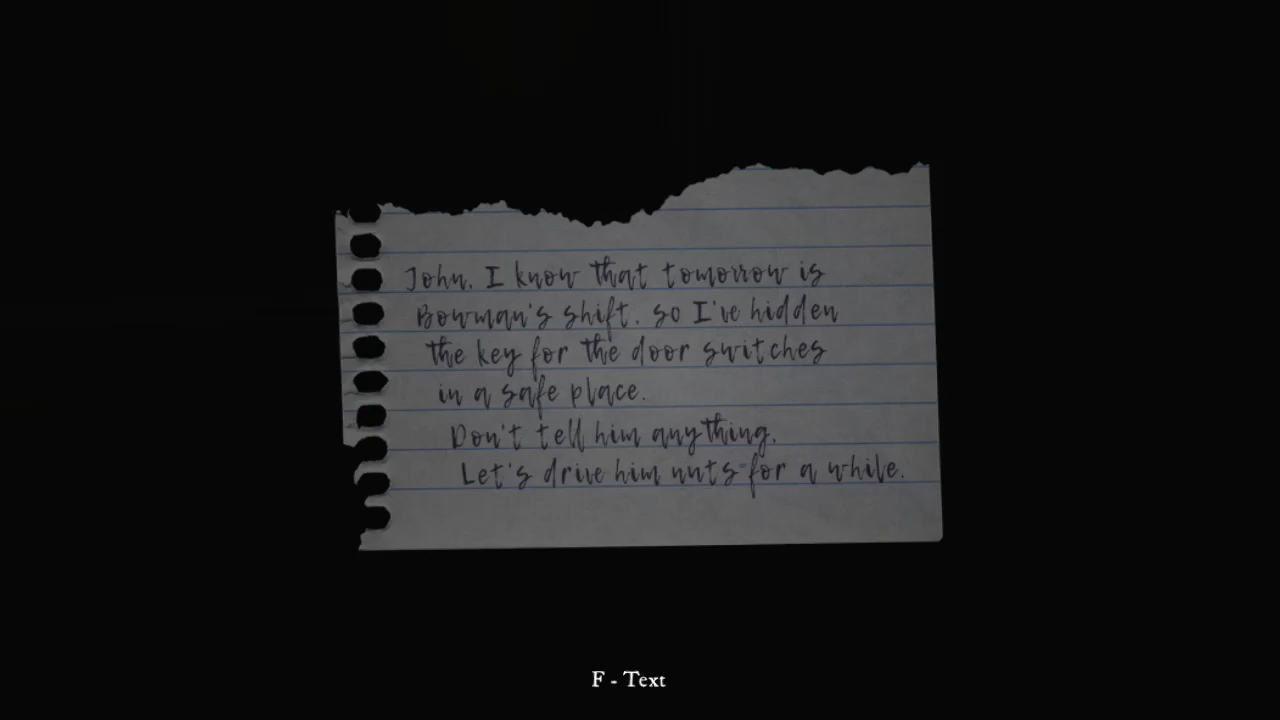 John, I know that tomorrow is
Bowman's shift, so I've hidden
the key for the door switches
in a safe place.
Don't tell him anything,
Let's drive him nuts for a while.
F - Text